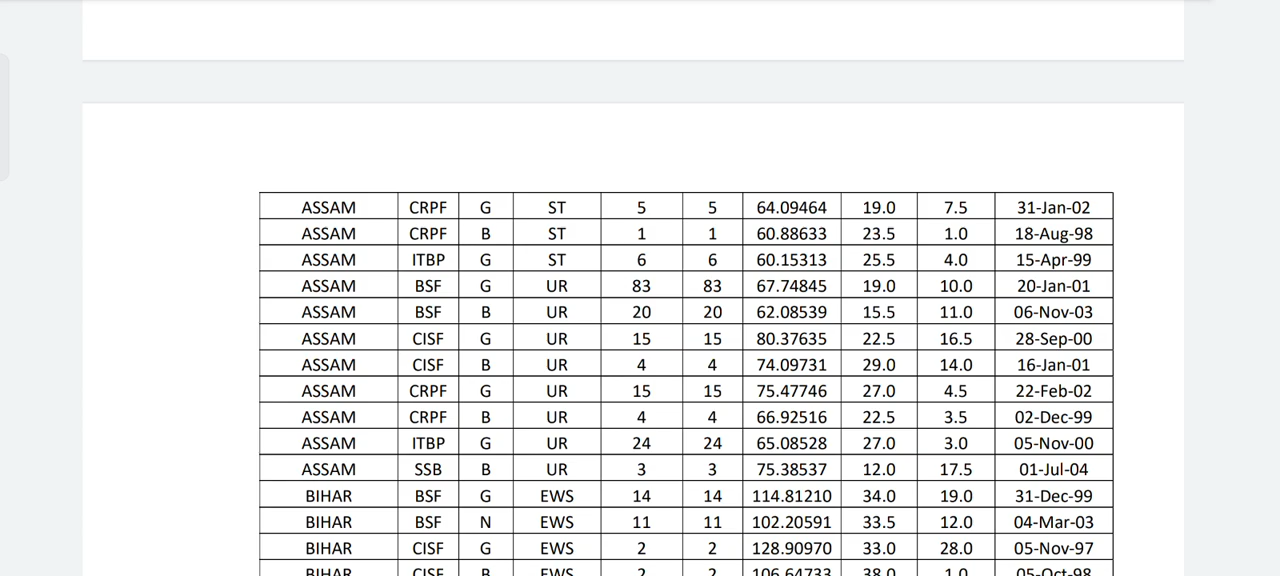 ASSAM CRPF G ST 5 5 64.09464 19.0 7.5 31-Jan-02
ASSAM CRPF B ST 1 1 60.88633 23.5 1.0 18-Aug-98
ASSAM ITBP G ST 6 6 60.15313 25.5 4.0 15-Apr-99
ASSAM BSF G UR 83 83 67.74845 19.0 10.0 20-Jan-01
ASSAM BSF B UR 20 20 62.08539 15.5 11.0 06-Nov-03
ASSAM CISF G UR 15 15 80.37635 22.5 16.5 28-Sep-00
ASSAM CISF B UR 4 4 74.09731 29.0 14.0 16-Jan-01
ASSAM CRPF G UR 15 15 75.47746 27.0 4.5 22-Feb-02
ASSAM CRPF B UR 4 4 66.92516 22.5 3.5 02-Dec-99
ASSAM ITBP G UR 24 24 65.08528 27.0 3.0 05-Nov-00
ASSAM SSB B UR 3 3 75.38537 12.0 17.5 01-Jul-04
BIHAR BSF G EWS 14 14 114.81210 34.0 19.0 31-Dec-99
BIHAR BSF N EWS 11 11 102.20591 33.5 12.0 04-Mar-03
BIHAR CISF G EWS 2 2 128.90970 33.0 28.0 05-Nov-97
BIHAR CISF B EWS 2 2 106.64733 38.0 1.0 05-Oct-98